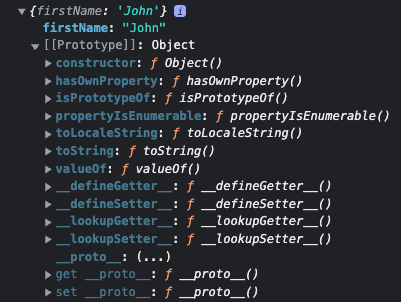 ▼{firstName: 'John'} i
firstName: "John"
▼[[Prototype]]: Object
▶constructor: ƒ Object()
▶hasOwnProperty: ƒ hasOwnProperty()
▶isPrototypeOf: ƒ isPrototypeOf()
▶propertyIsEnumerable: ƒ propertyIsEnumerable()
▶toLocaleString: ƒ toLocaleString()
▶toString: ƒ toString()
▶valueOf: ƒ valueOf()
▶__defineGetter__: ƒ __defineGetter__()
▶__defineSetter__: ƒ __defineSetter__()
▶__lookupGetter__: ƒ __lookupGetter__()
▶__lookupSetter__: ƒ __lookupSetter__()
__proto__: (...)
▶get __proto__: ƒ __proto__()
▶set __proto__: ƒ __proto__()